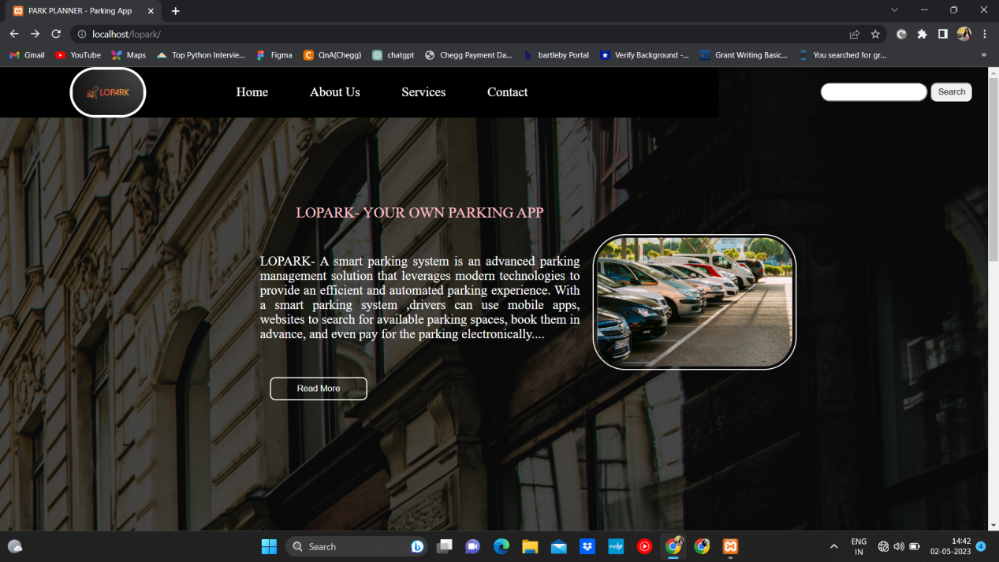 PARK PLANNER - Parking App
localhost/lopark/
Gmail YouTube Maps Top Python Intervie... Figma QnA(Chegg) chatgpt Chegg Payment Da... bartleby Portal Verify Background -... Grant Writing Basic... You searched for gr... »
LOPARK Home About Us Services Contact Search
LOPARK- YOUR OWN PARKING APP
LOPARK- A smart parking system is an advanced parking
management solution that leverages modern technologies to
provide an efficient and automated parking experience. With
a smart parking system ,drivers can use mobile apps,
websites to search for available parking spaces, book them in
advance, and even pay for the parking electronically....
Read More
Search
ENG
IN
14:42
02-05-2023
4